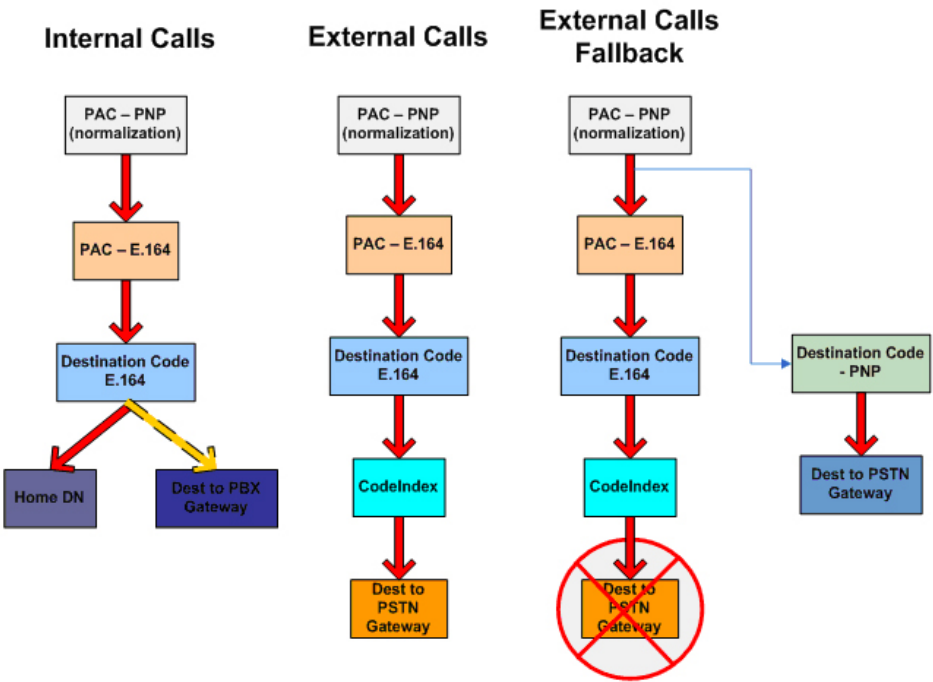 Internal Calls
PAC – PNP
(normalization)
PAC – E.164
Destination Code
E.164
Home DN
Dest to PBX
Gateway
External Calls
PAC – PNP
(normalization)
PAC – E.164
Destination Code
E.164
CodeIndex
Dest to
PSTN
Gateway
External Calls
Fallback
PAC – PNP
(normalization)
PAC – E.164
Destination Code
E.164
CodeIndex
Dest to
PSTN
Gateway
Destination Code
- PNP
Dest to PSTN
Gateway